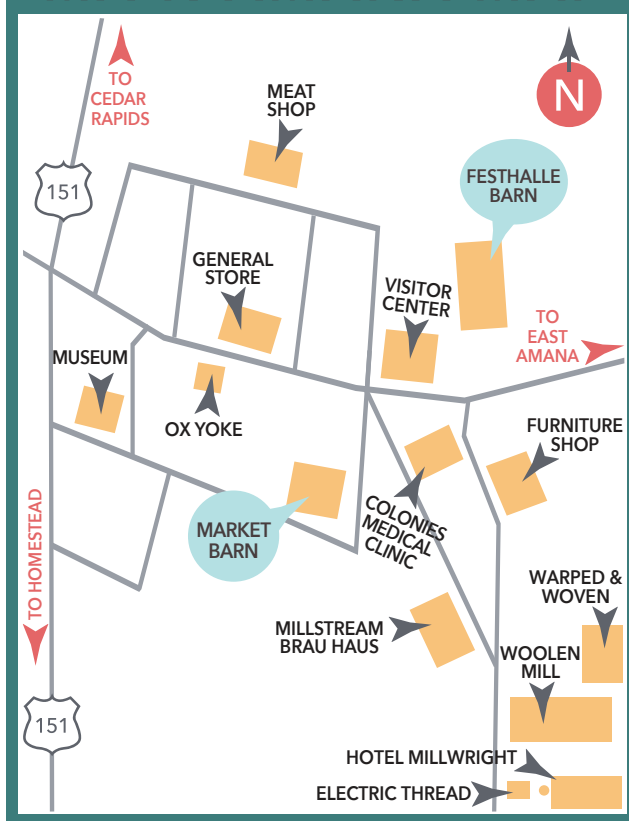 TO
CEDAR
RAPIDS
MEAT
SHOP
N
151
FESTHALLE
BARN
GENERAL
STORE
VISITOR
CENTER
TO
EAST
AMANA
MUSEUM
OX YOKE
FURNITURE
SHOP
MARKET
BARN
COLONIES
MEDICAL
CLINIC
TO HOMESTEAD
WARPED &
WOVEN
MILLSTREAM
BRAU HAUS
WOOLEN
MILL
151
HOTEL MILLWRIGHT
ELECTRIC THREAD